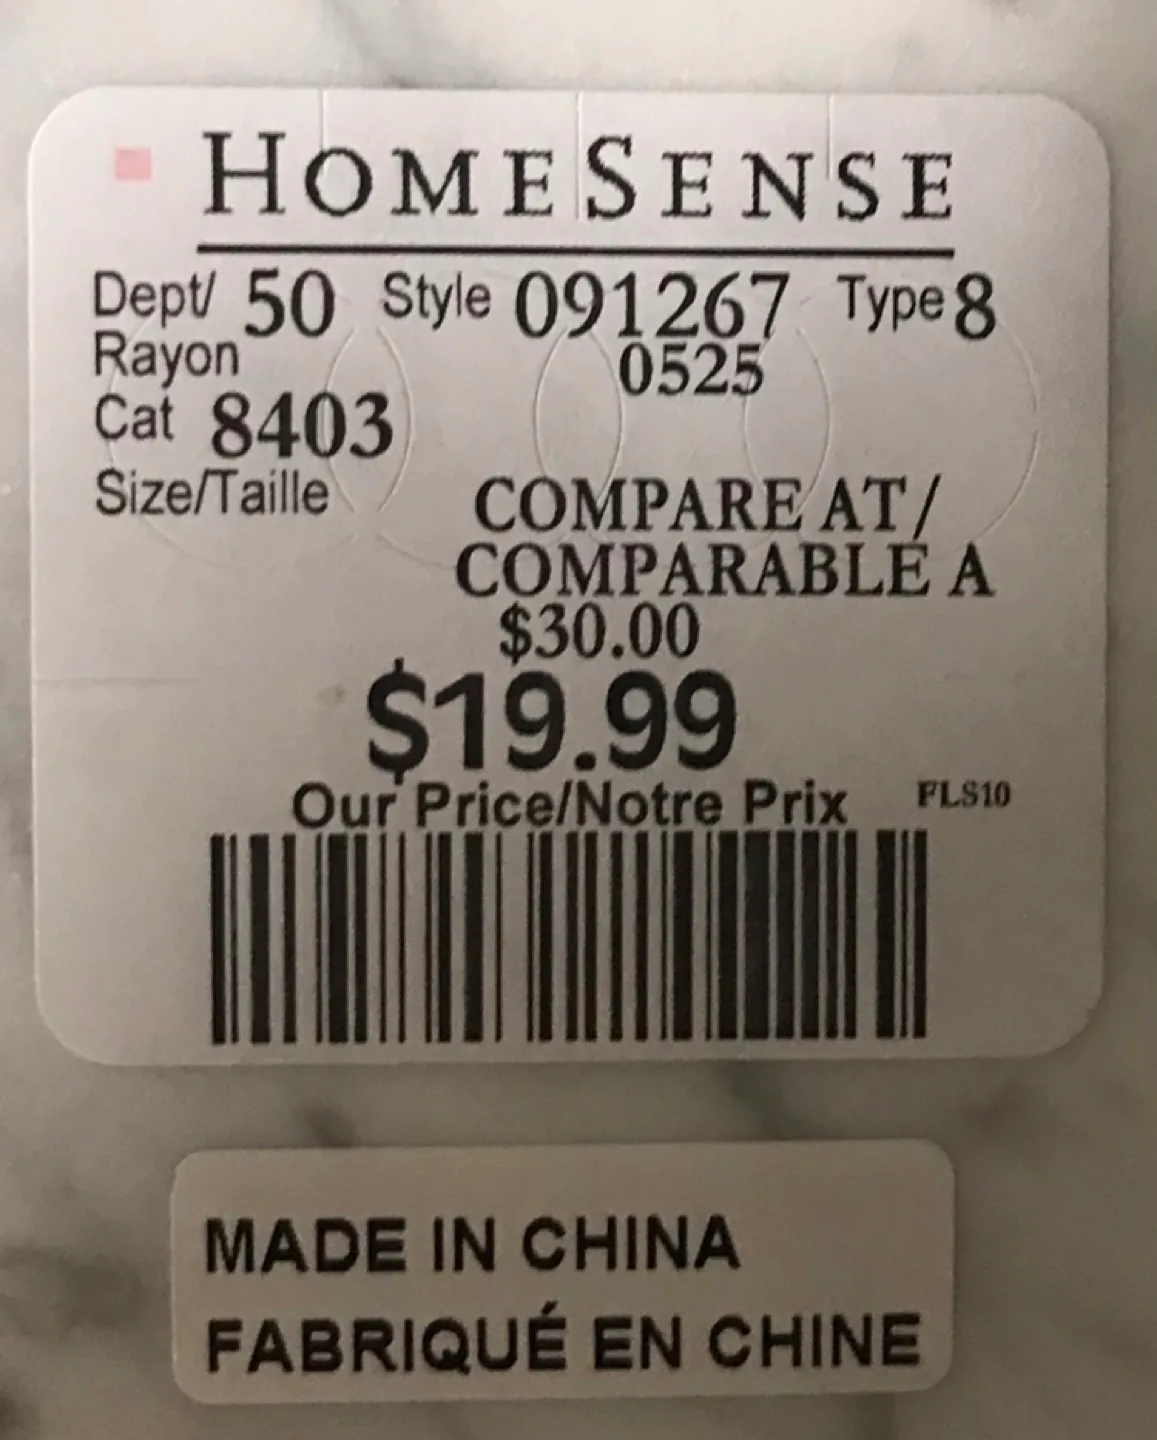 HOMESENSE
Dept/ 50 Style 091267 Type 8
Rayon 0525
Cat 8403
Size/Taille
COMPARE AT/
COMPARABLE A
$30.00
$19.99
Our Price/Notre Prix FLS10
MADE IN CHINA
FABRIQUÉ EN CHINE